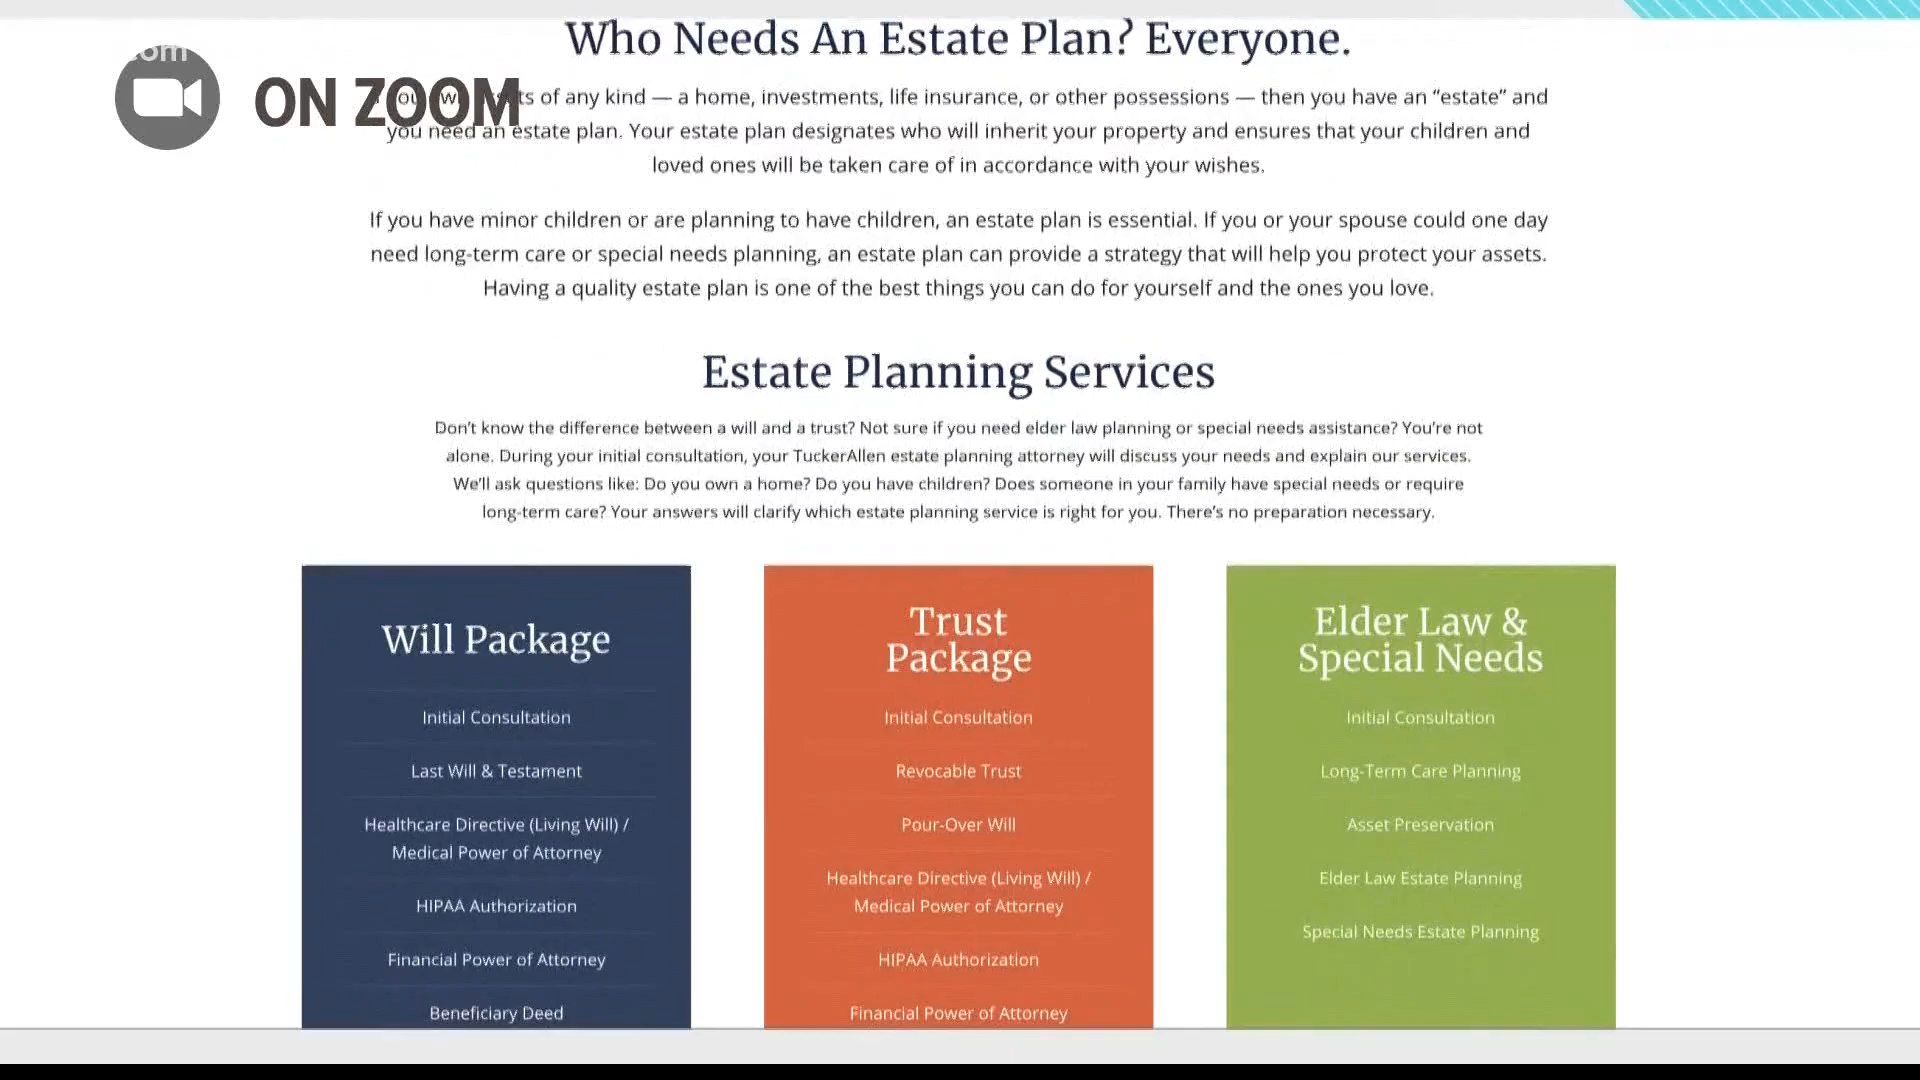 Who Needs An Estate Plan? Everyone.
com
ON ZOOM
of any kind — a home, investments, life insurance, or other possessions — then you have an “estate” and
you need an estate plan. Your estate plan designates who will inherit your property and ensures that your children and
loved ones will be taken care of in accordance with your wishes.
If you have minor children or are planning to have children, an estate plan is essential. If you or your spouse could one day
need long-term care or special needs planning, an estate plan can provide a strategy that will help you protect your assets.
Having a quality estate plan is one of the best things you can do for yourself and the ones you love.
Estate Planning Services
Don’t know the difference between a will and a trust? Not sure if you need elder law planning or special needs assistance? You’re not
alone. During your initial consultation, your TuckerAllen estate planning attorney will discuss your needs and explain our services.
We’ll ask questions like: Do you own a home? Do you have children? Does someone in your family have special needs or require
long-term care? Your answers will clarify which estate planning service is right for you. There’s no preparation necessary.
Will Package
Initial Consultation
Last Will & Testament
Healthcare Directive (Living Will) /
Medical Power of Attorney
HIPAA Authorization
Financial Power of Attorney
Beneficiary Deed
Trust
Package
Initial Consultation
Revocable Trust
Pour-Over Will
Healthcare Directive (Living Will) /
Medical Power of Attorney
HIPAA Authorization
Financial Power of Attorney
Elder Law &
Special Needs
Initial Consultation
Long-Term Care Planning
Asset Preservation
Elder Law Estate Planning
Special Needs Estate Planning